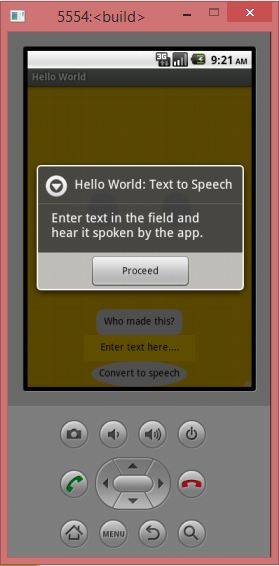 5554:<build>
3G
9:21 AM
Hello World
Hello World: Text to Speech
Enter text in the field and
hear it spoken by the app.
Proceed
Who made this?
Enter text here....
Convert to speech
MENU